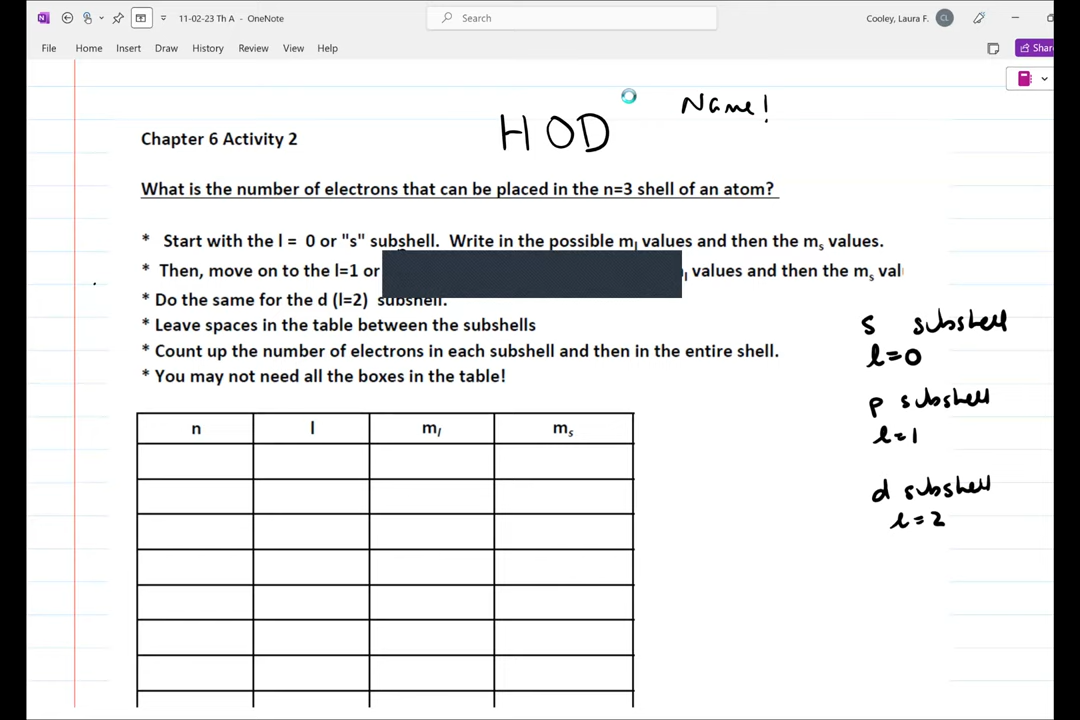 11-02-23 Th A - OneNote
Search
Cooley, Laura F.
CL
File Home Insert Draw History Review View Help
Shar
Name!
HOD
Chapter 6 Activity 2
What is the number of electrons that can be placed in the n=3 shell of an atom?
* Start with the l = 0 or "s" subshell. Write in the possible ml values and then the ms values.
* Then, move on to the l=1 or values and then the ms val
* Do the same for the d (l=2) subshell.
* Leave spaces in the table between the subshells
* Count up the number of electrons in each subshell and then in the entire shell.
* You may not need all the boxes in the table!
s subshell
l=0
p subshell
l=1
d subshell
l=2
n l ml ms